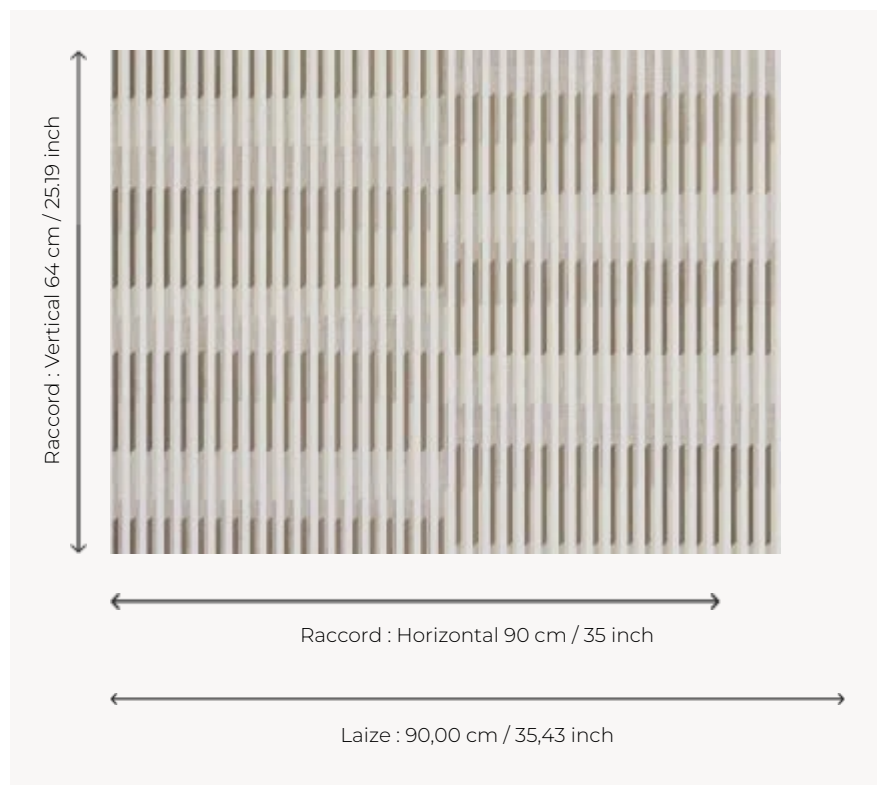 Raccord : Vertical 64 cm / 25.19 inch
Raccord : Horizontal 90 cm / 35 inch
Laize : 90,00 cm / 35,43 inch